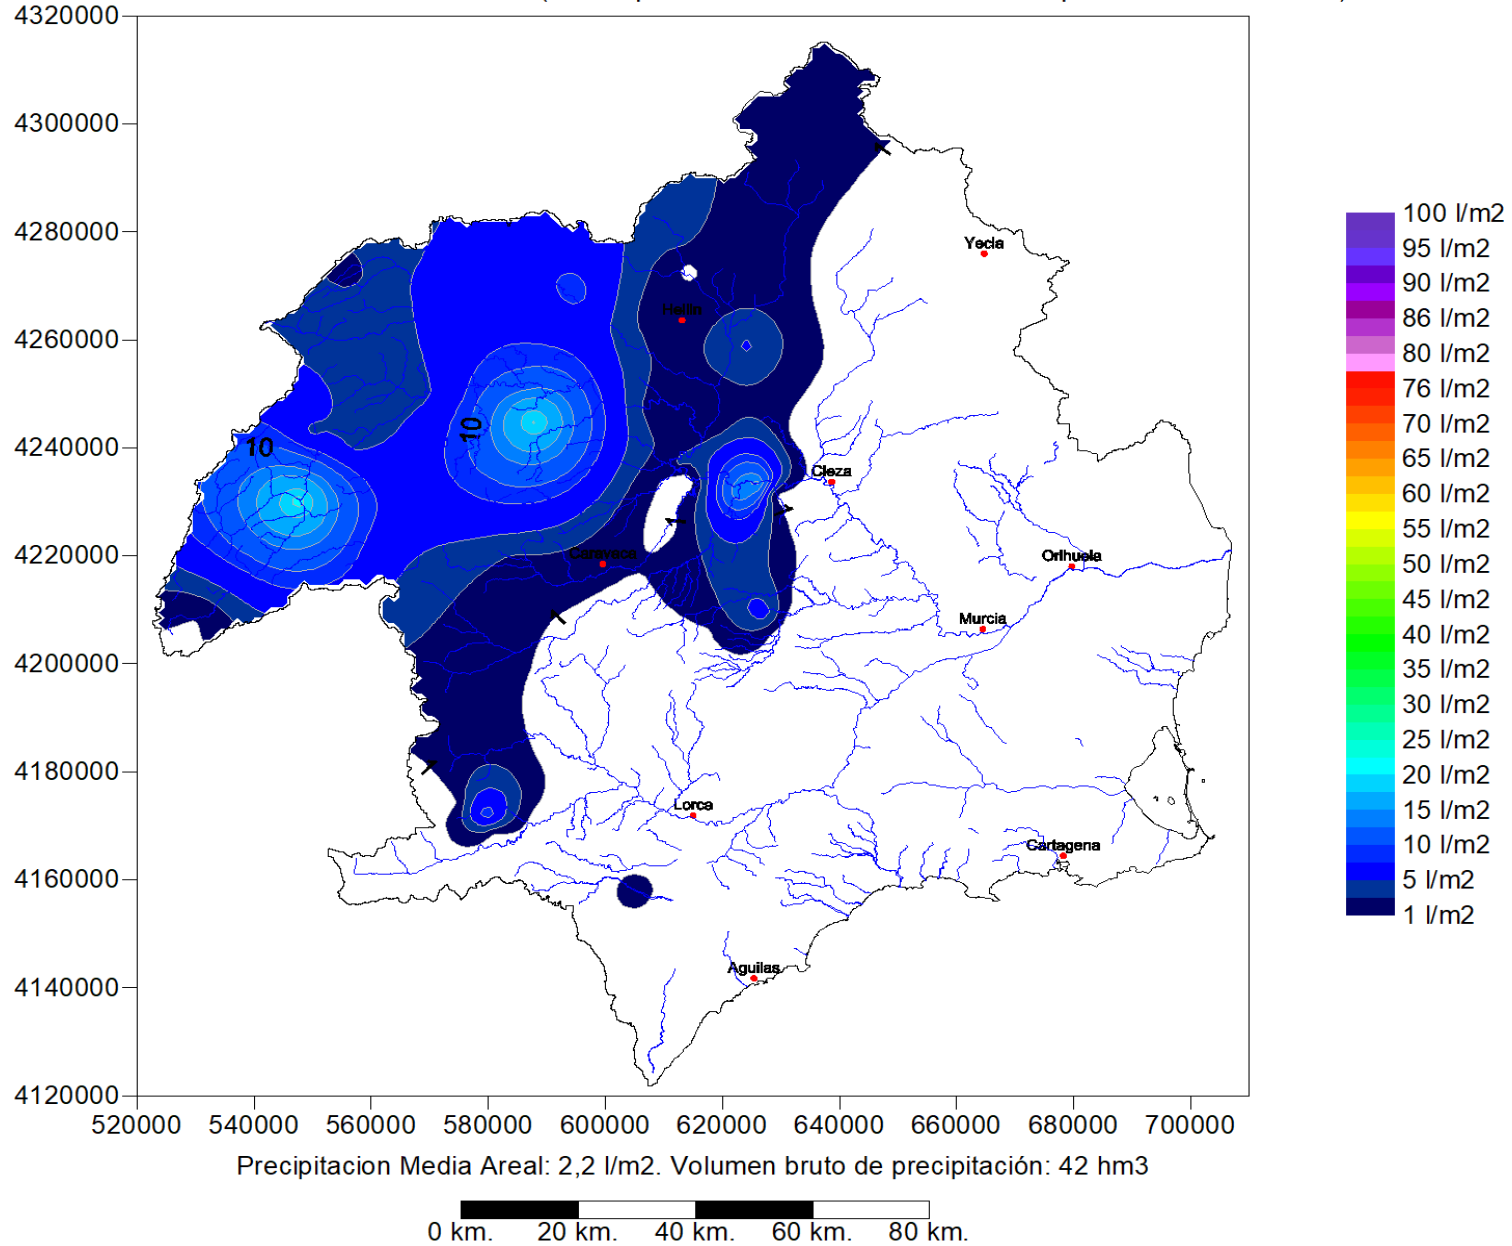 4320000
4300000
4280000
4260000
4240000
4220000
4200000
4180000
4160000
4140000
4120000
520000 540000 560000 580000 600000 620000 640000 660000 680000 700000
1
Yecla
Hellin
10
10
Cieza
1
1
Caravaca
Orihuela
1
Murcia
1
Lorca
Cartagena
Aguilas
100 l/m2
95 l/m2
90 l/m2
86 l/m2
80 l/m2
76 l/m2
70 l/m2
65 l/m2
60 l/m2
55 l/m2
50 l/m2
45 l/m2
40 l/m2
35 l/m2
30 l/m2
25 l/m2
20 l/m2
15 l/m2
10 l/m2
5 l/m2
1 l/m2
Precipitacion Media Areal: 2,2 l/m2. Volumen bruto de precipitación: 42 hm3
0 km. 20 km. 40 km. 60 km. 80 km.